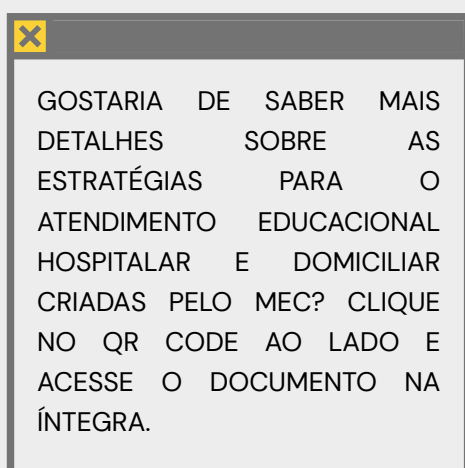 GOSTARIA DE SABER MAIS
DETALHES SOBRE AS
ESTRATÉGIAS PARA O
ATENDIMENTO EDUCACIONAL
HOSPITALAR E DOMICILIAR
CRIADAS PELO MEC? CLIQUE
NO QR CODE AO LADO E
ACESSE O DOCUMENTO NA
ÍNTEGRA.